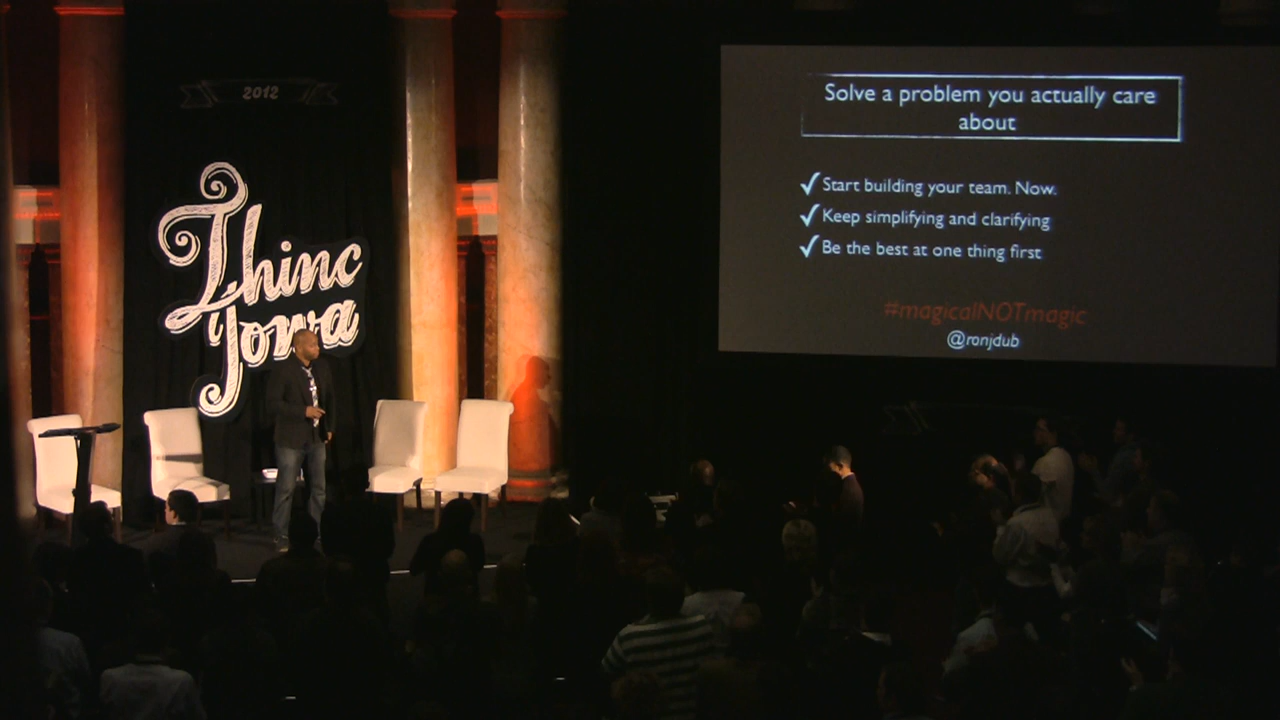 2012
Thinc
Iowa
Solve a problem you actually care
about
✓Start building your team. Now.
✓Keep simplifying and clarifying
✓Be the best at one thing first
#magicalNOTmagic
@ronjdub